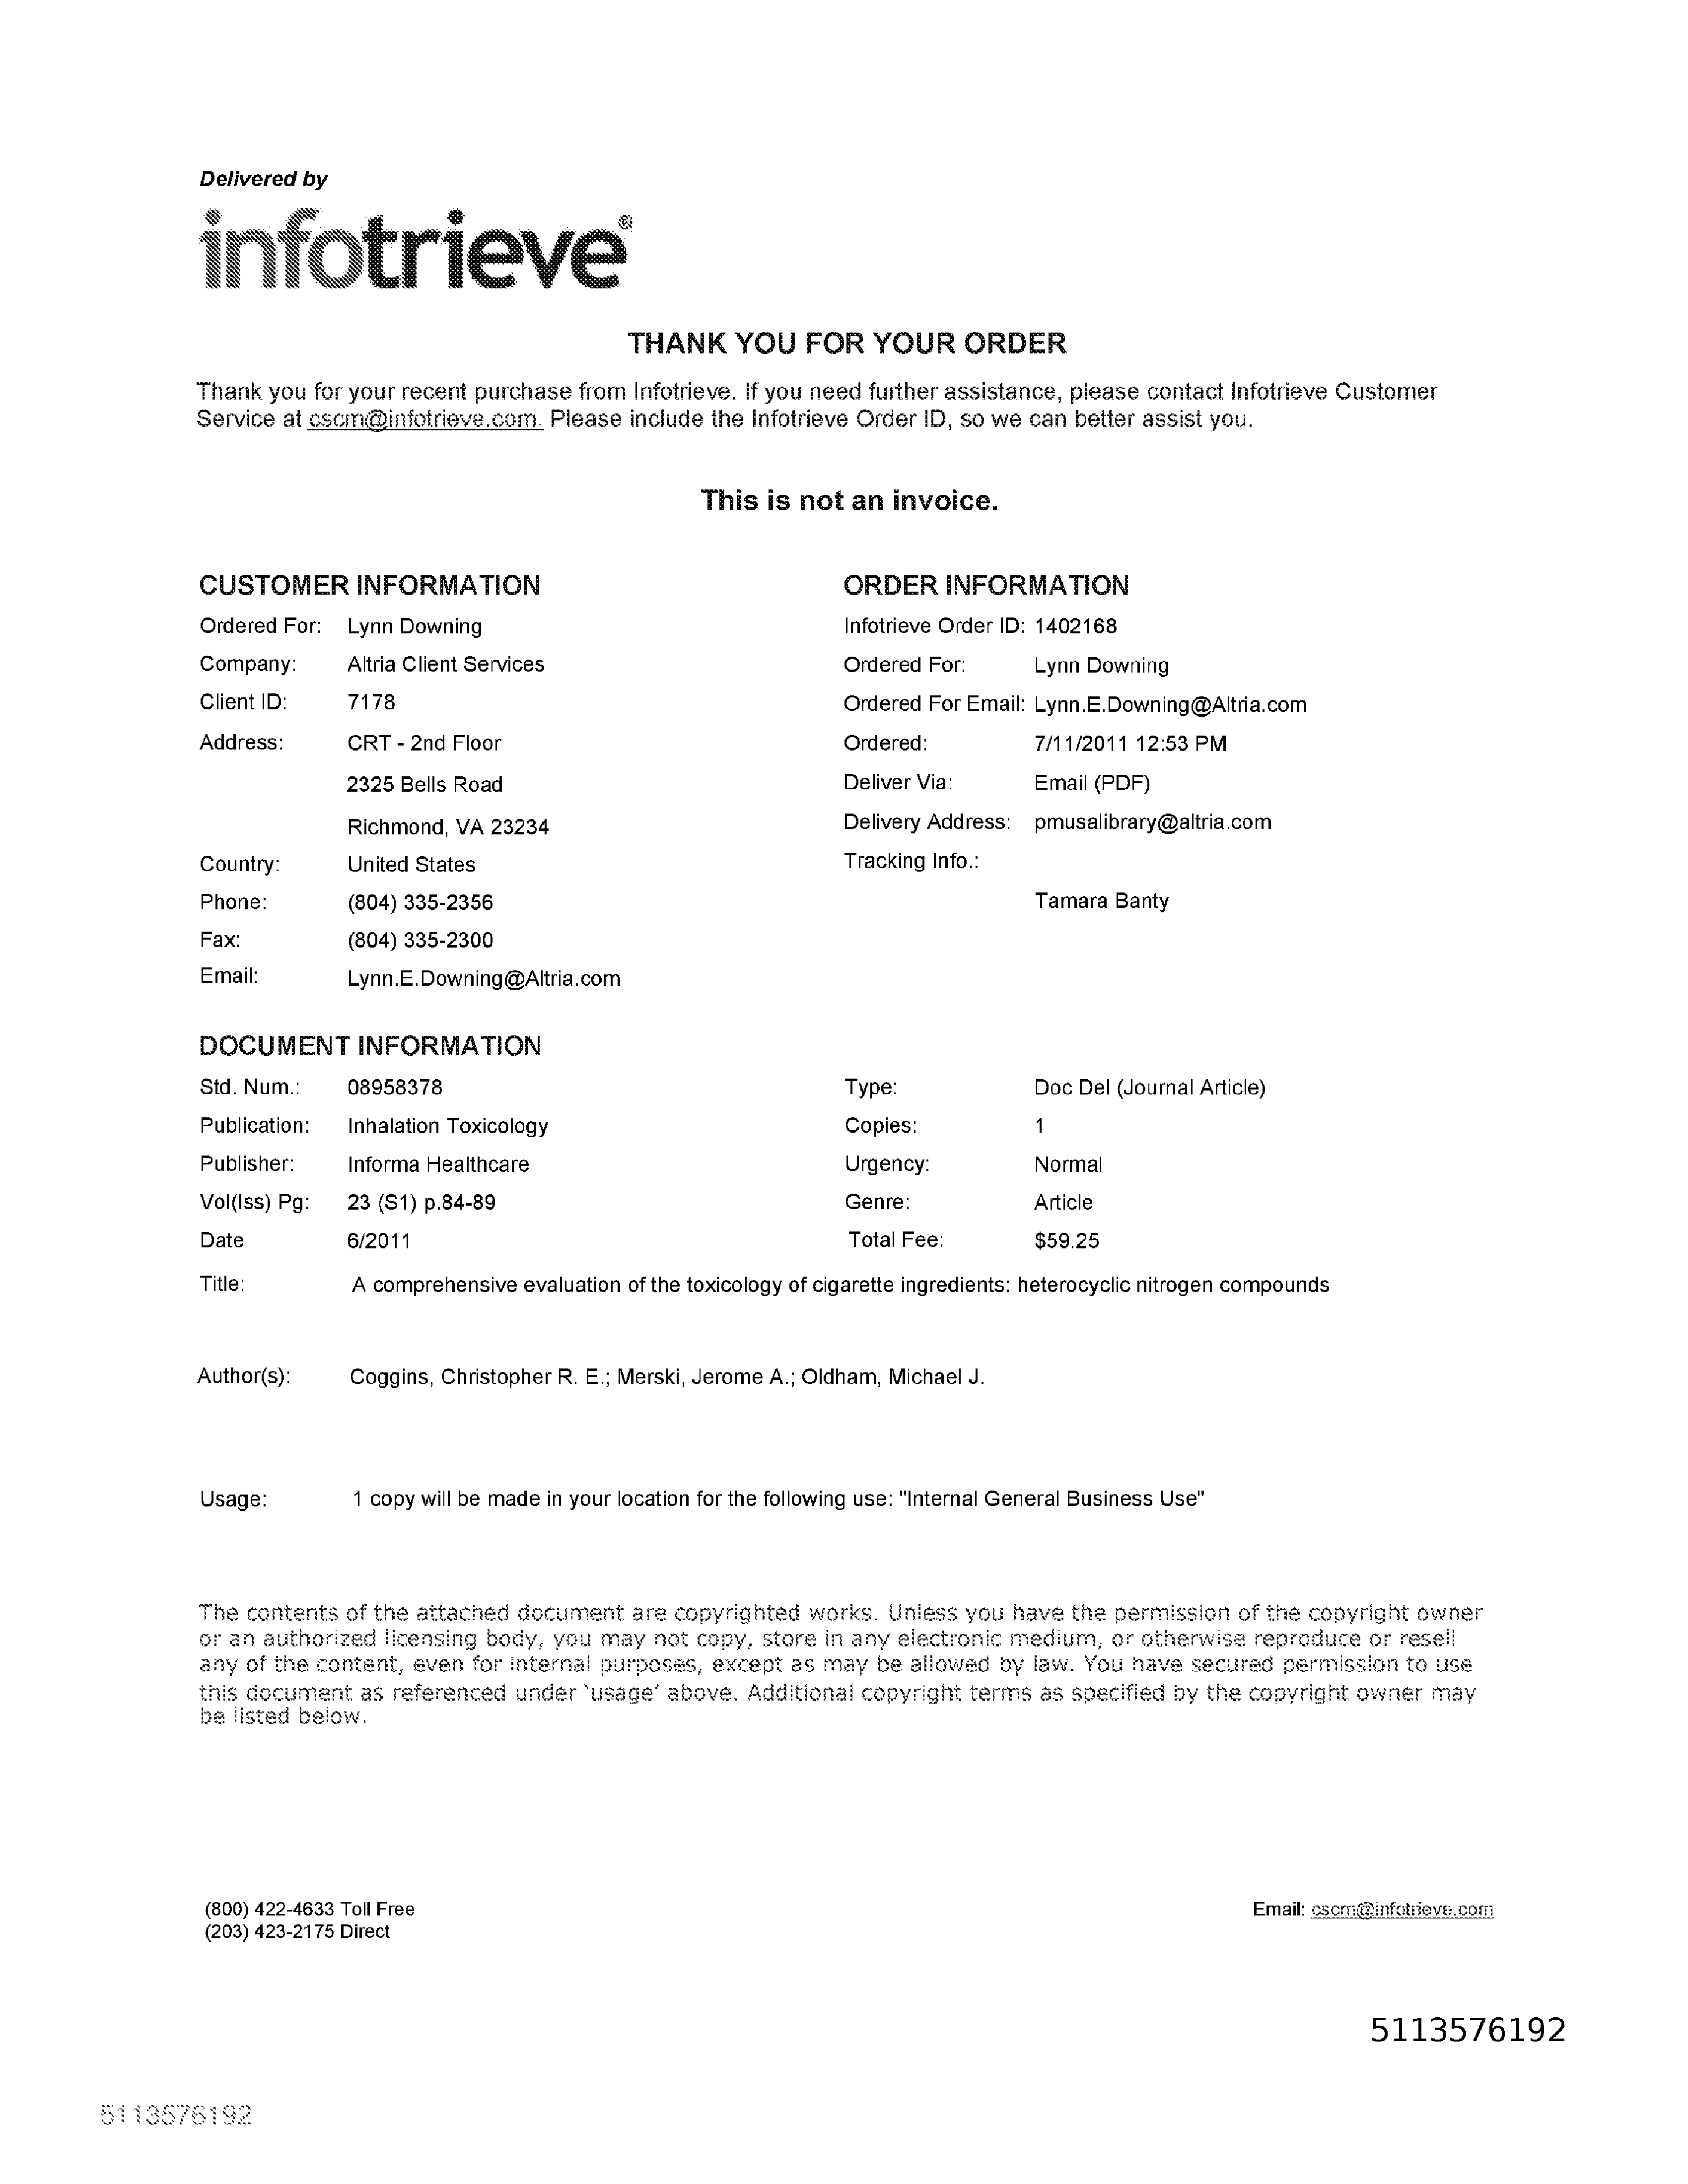 Delivered by
infotrieve®
THANK YOU FOR YOUR ORDER
Thank you for your recent purchase from Infotrieve. If you need further assistance, please contact Infotrieve Customer
Service at cscm@infotrieve.com. Please include the Infotrieve Order ID, so we can better assist you.
This is not an invoice.
CUSTOMER INFORMATION
Ordered For: Lynn Downing
Company: Altria Client Services
Client ID: 7178
Address: CRT - 2nd Floor
2325 Bells Road
Richmond, VA 23234
Country: United States
Phone: (804) 335-2356
Fax: (804) 335-2300
Email: Lynn.E.Downing@Altria.com
ORDER INFORMATION
Infotrieve Order ID: 1402168
Ordered For: Lynn Downing
Ordered For Email: Lynn.E.Downing@Altria.com
Ordered: 7/11/2011 12:53 PM
Deliver Via: Email (PDF)
Delivery Address: pmusalibrary@altria.com
Tracking Info.:
Tamara Banty
DOCUMENT INFORMATION
Std. Num.: 08958378
Publication: Inhalation Toxicology
Publisher: Informa Healthcare
Vol(Iss) Pg: 23 (S1) p.84-89
Date 6/2011
Type: Doc Del (Journal Article)
Copies: 1
Urgency: Normal
Genre: Article
Total Fee: $59.25
Title: A comprehensive evaluation of the toxicology of cigarette ingredients: heterocyclic nitrogen compounds
Author(s): Coggins, Christopher R. E.; Merski, Jerome A.; Oldham, Michael J.
Usage: 1 copy will be made in your location for the following use: "Internal General Business Use"
The contents of the attached document are copyrighted works. Unless you have the permission of the copyright owner
or an authorized licensing body, you may not copy, store in any electronic medium, or otherwise reproduce or resell
any of the content, even for internal purposes, except as may be allowed by law. You have secured permission to use
this document as referenced under 'usage' above. Additional copyright terms as specified by the copyright owner may
be listed below.
(800) 422-4633 Toll Free
(203) 423-2175 Direct
Email: cscm@infotrieve.com
5113576192
5113576192